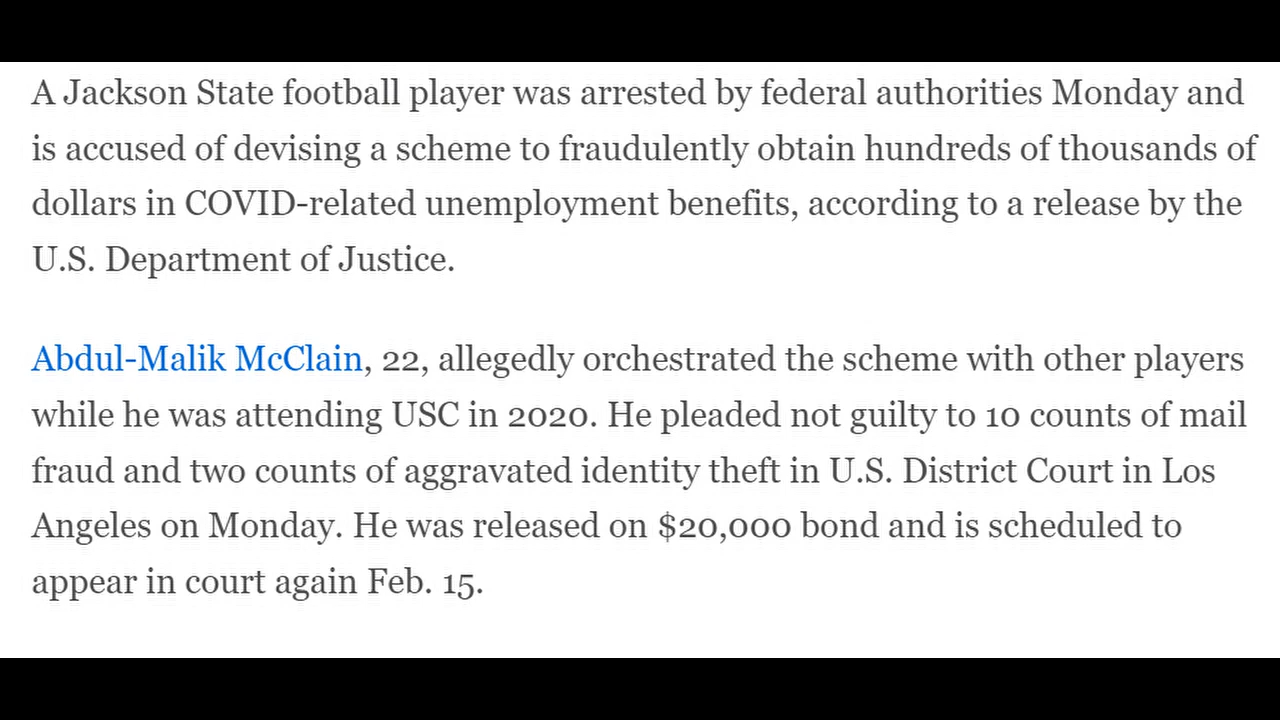 A Jackson State football player was arrested by federal authorities Monday and
is accused of devising a scheme to fraudulently obtain hundreds of thousands of
dollars in COVID-related unemployment benefits, according to a release by the
U.S. Department of Justice.
Abdul-Malik McClain, 22, allegedly orchestrated the scheme with other players
while he was attending USC in 2020. He pleaded not guilty to 10 counts of mail
fraud and two counts of aggravated identity theft in U.S. District Court in Los
Angeles on Monday. He was released on $20,000 bond and is scheduled to
appear in court again Feb. 15.